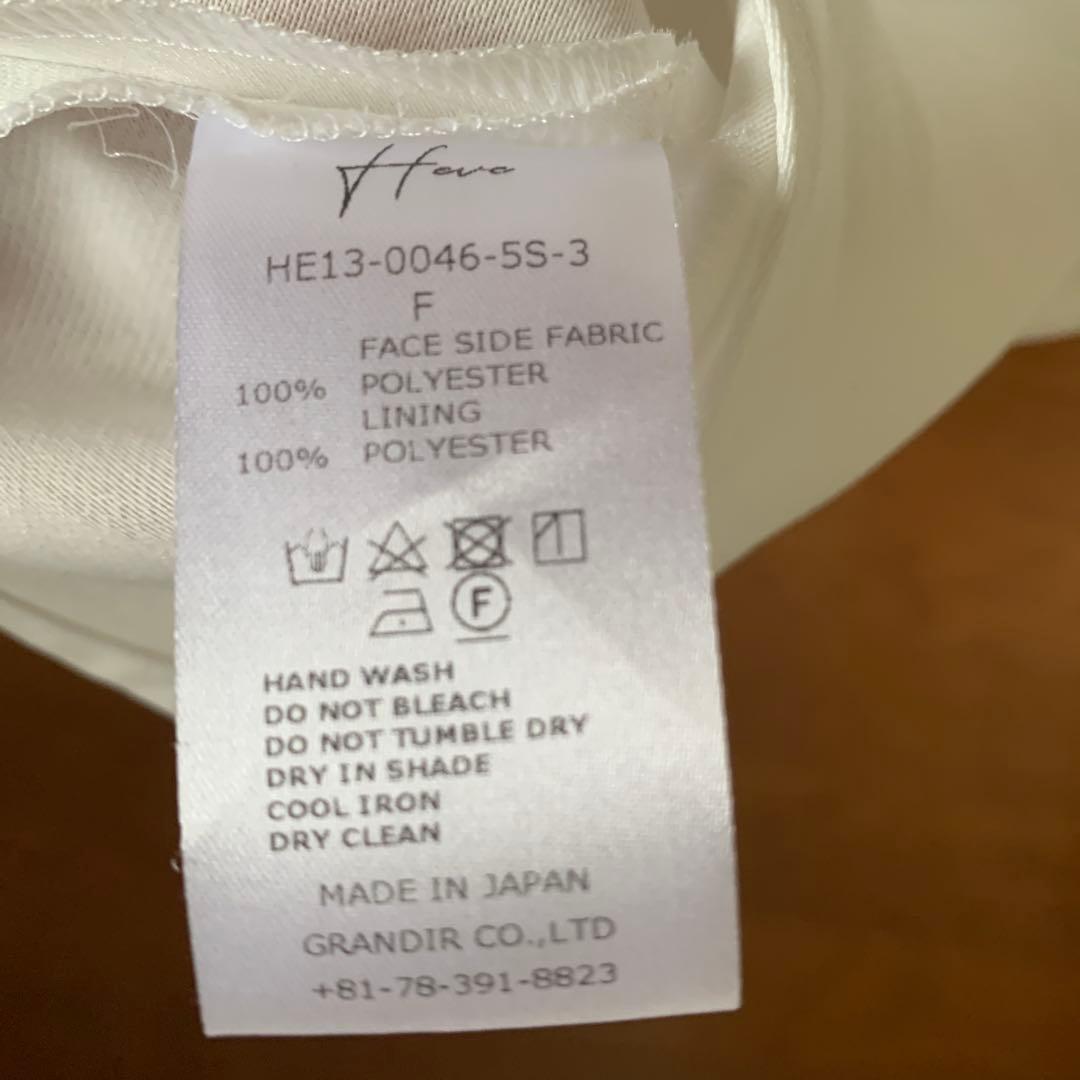 HE13-0046-5S-3
F
FACE SIDE FABRIC
100% POLYESTER
LINING
100% POLYESTER
F
HAND WASH
DO NOT BLEACH
DO NOT TUMBLE DRY
DRY IN SHADE
COOL IRON
DRY CLEAN
MADE IN JAPAN
GRANDIR CO.,LTD
+81-78-391-8823